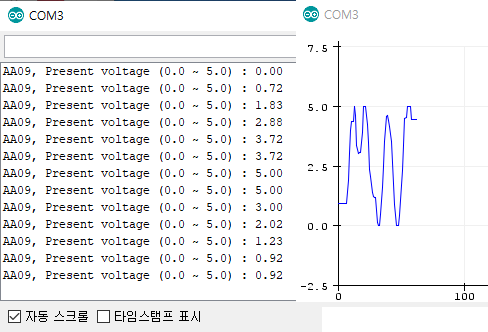 COM3
AA09, Present voltage (0.0 ~ 5.0) : 0.00
AA09, Present voltage (0.0 ~ 5.0) : 0.72
AA09, Present voltage (0.0 ~ 5.0) : 1.83
AA09, Present voltage (0.0 ~ 5.0) : 2.88
AA09, Present voltage (0.0 ~ 5.0) : 3.72
AA09, Present voltage (0.0 ~ 5.0) : 3.72
AA09, Present voltage (0.0 ~ 5.0) : 5.00
AA09, Present voltage (0.0 ~ 5.0) : 5.00
AA09, Present voltage (0.0 ~ 5.0) : 3.00
AA09, Present voltage (0.0 ~ 5.0) : 2.02
AA09, Present voltage (0.0 ~ 5.0) : 1.23
AA09, Present voltage (0.0 ~ 5.0) : 0.92
AA09, Present voltage (0.0 ~ 5.0) : 0.92
자동 스크롤 타임스탬프 표시
COM3
7.5
5.0
2.5
0.0
-2.5
0 100